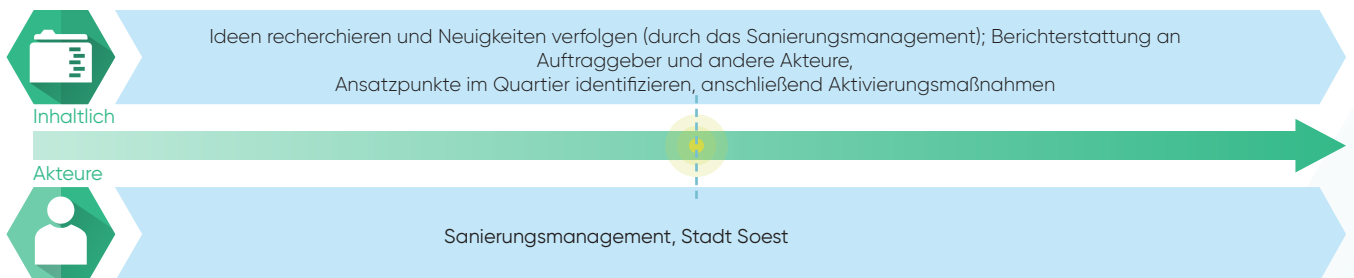 Ideen recherchieren und Neuigkeiten verfolgen (durch das Sanierungsmanagement); Berichterstattung an
Auftraggeber und andere Akteure,
Ansatzpunkte im Quartier identifizieren, anschließend Aktivierungsmaßnahmen
Inhaltlich
Akteure
Sanierungsmanagement, Stadt Soest